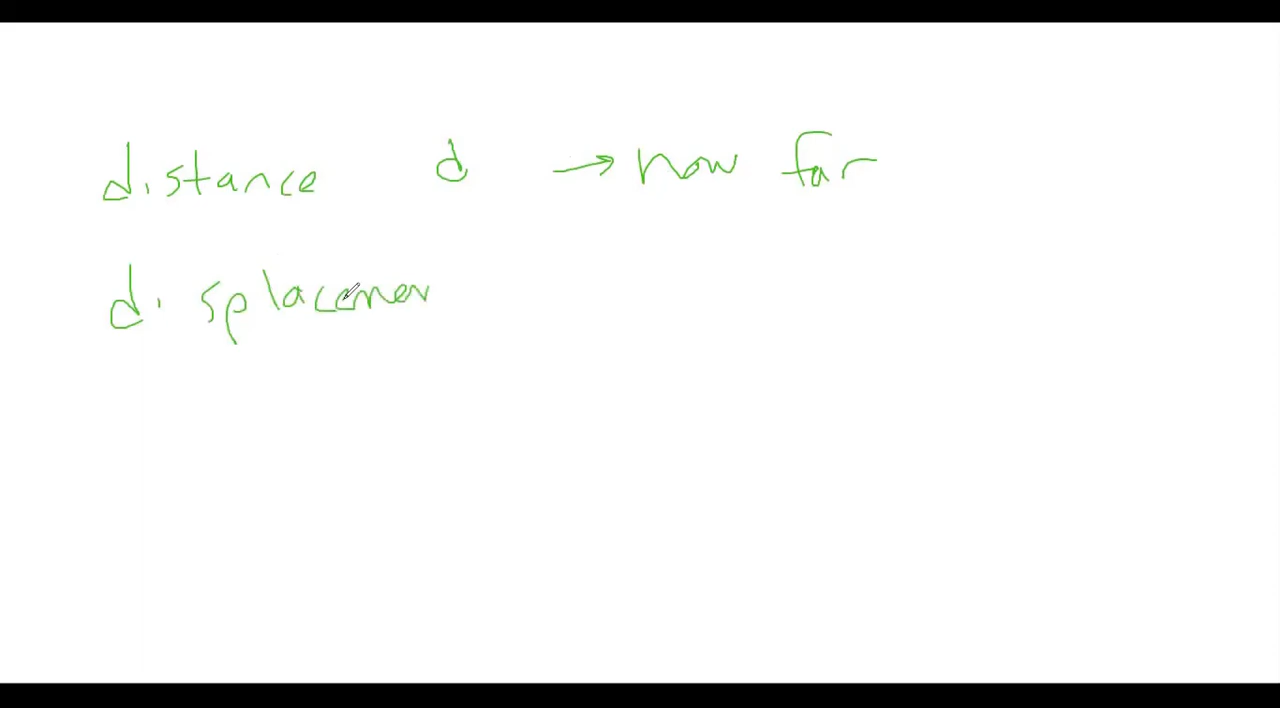 distance d → how far
displacemen